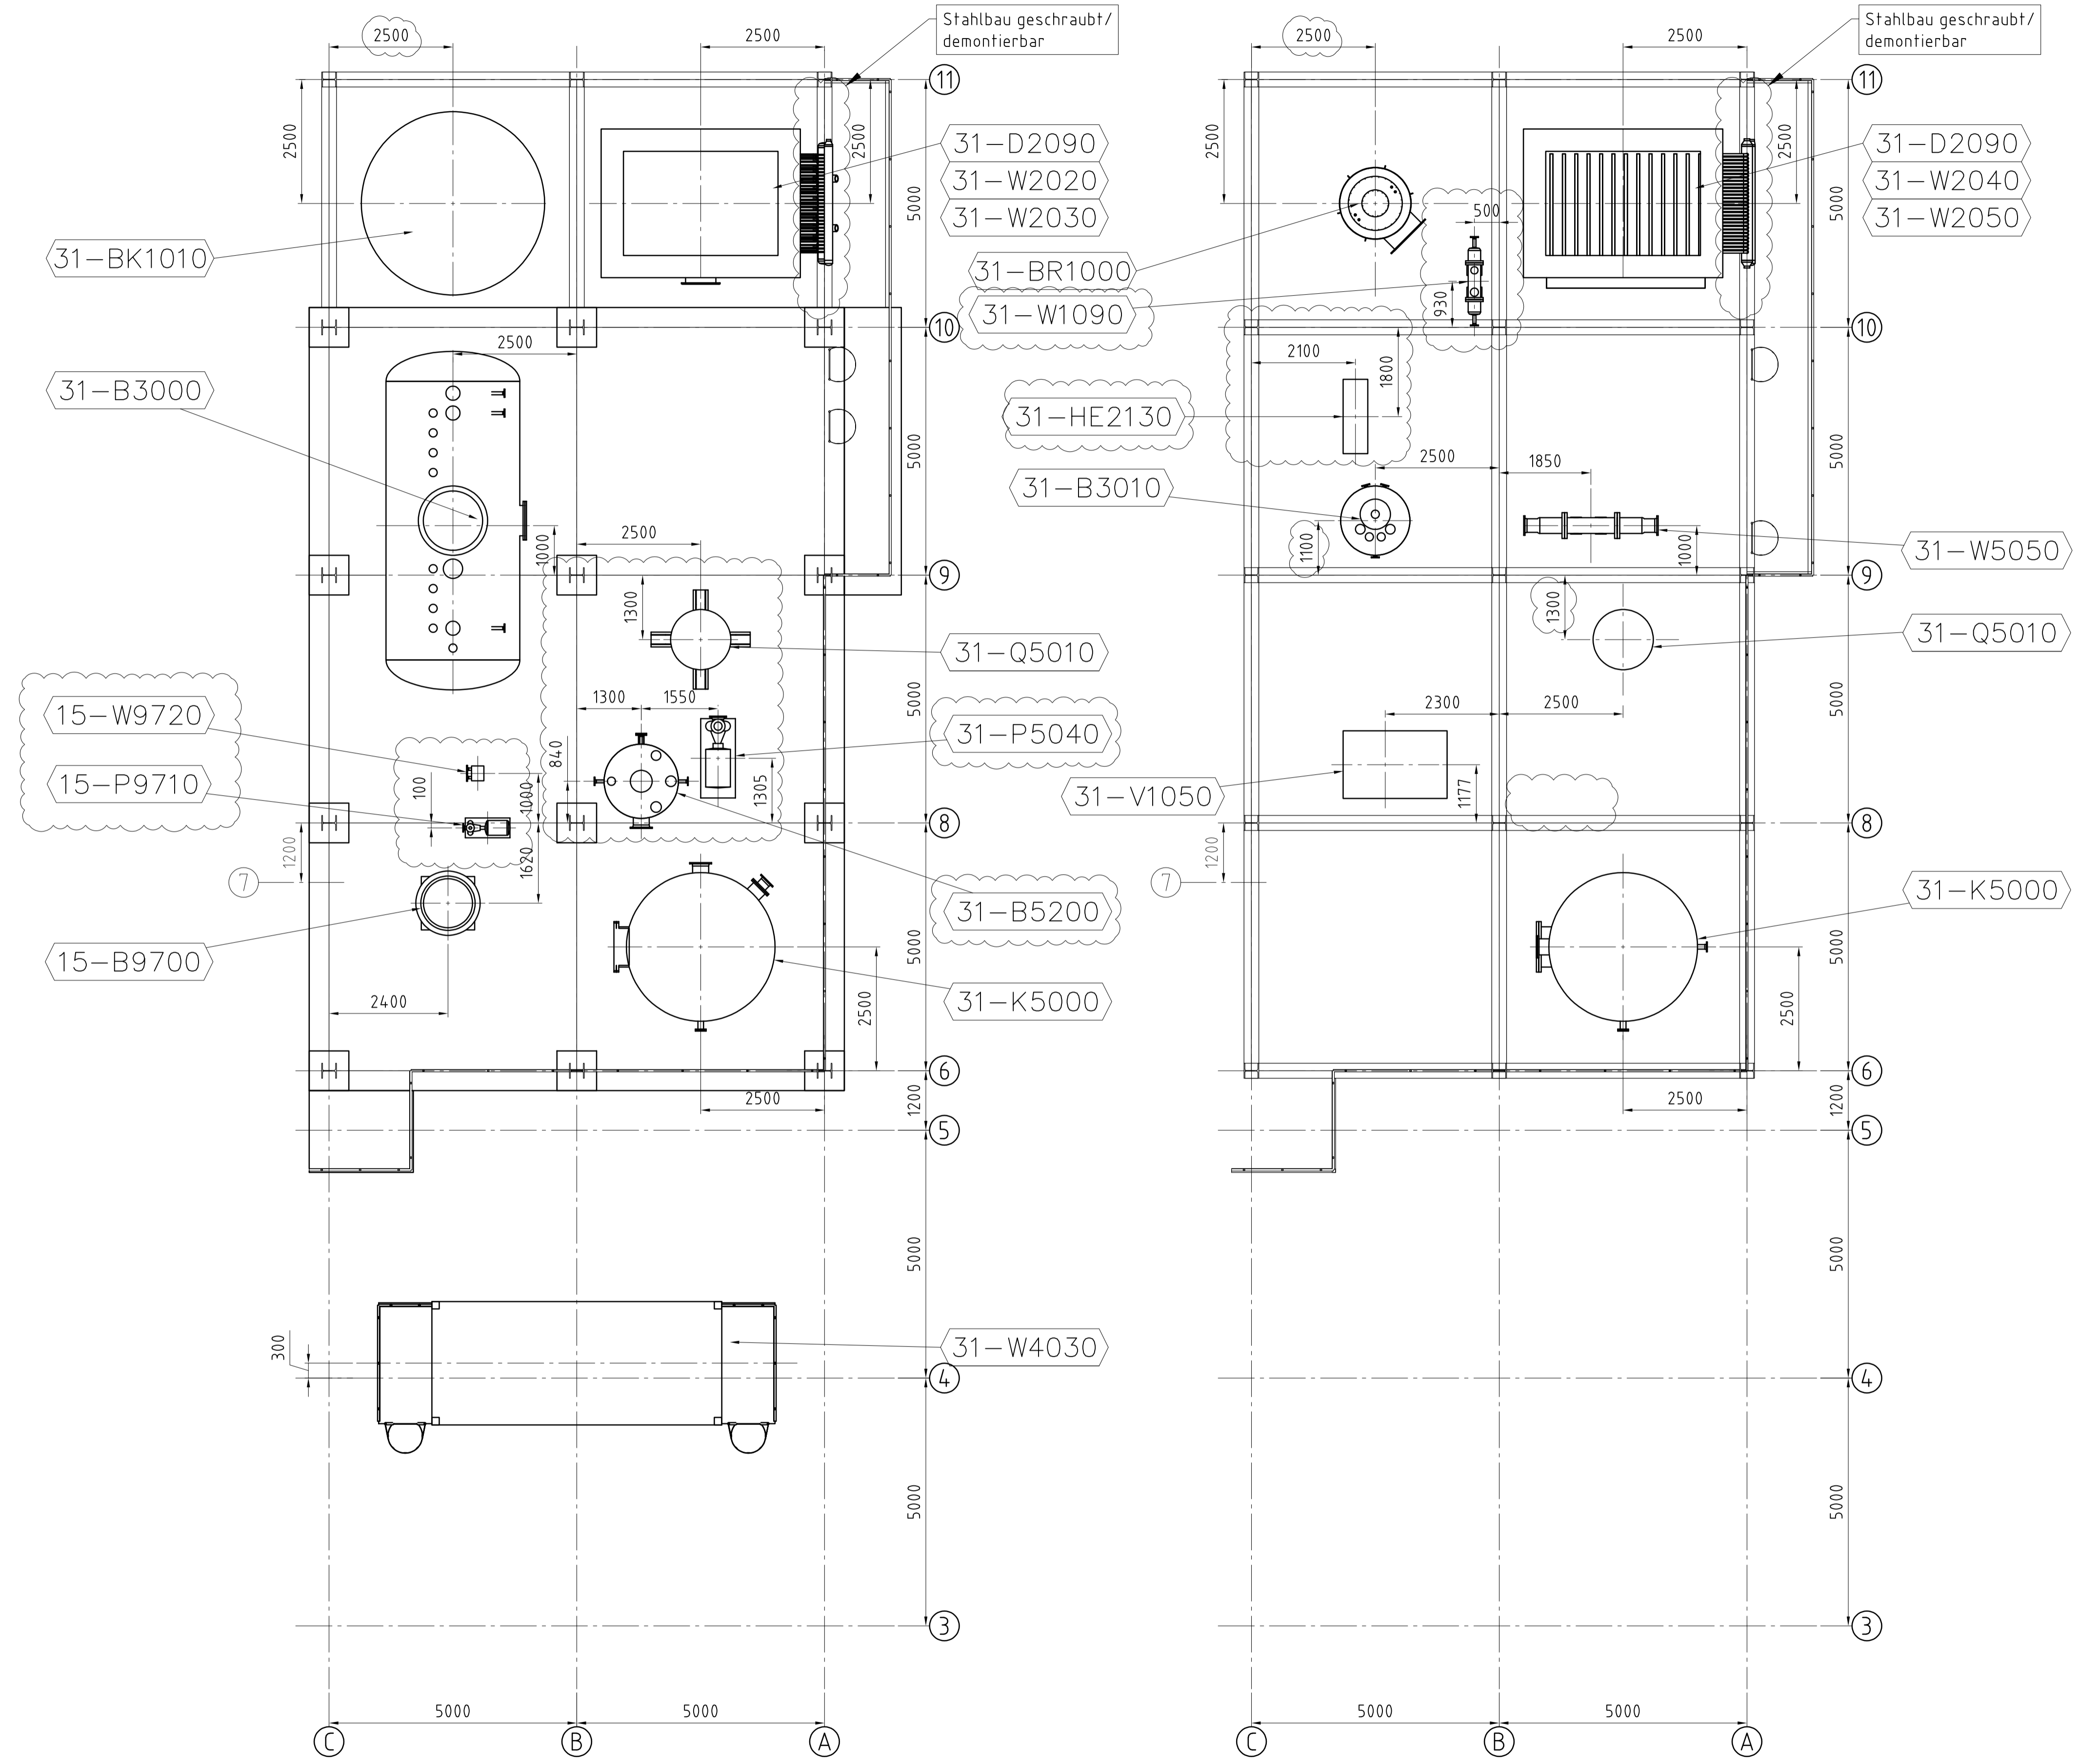 2500
2500
Stahlbau geschraubt/
demontierbar
11
2500
2500
5000
31-D2090
31-W2020
31-W2030
31-BK1010
10
2500
31-B3000
5000
1000
2500
9
1300
31-Q5010
5000
1300
1550
15-W9720
31-P5040
840
15-P9710
100
1000
1305
8
1200
1620
7
31-B5200
15-B9700
5000
31-K5000
2400
2500
6
2500
1200
5
5000
300
31-W4030
4
5000
3
5000
5000
C
B
A
2500
2500
Stahlbau geschraubt/
demontierbar
11
2500
2500
5000
31-D2090
31-W2040
31-W2050
500
31-BR1000
31-W1090
930
10
2100
1800
31-HE2130
5000
2500
1850
31-B3010
1100
1000
31-W5050
9
1300
31-Q5010
5000
2300
2500
31-V1050
1177
8
1200
7
31-K5000
5000
2500
6
2500
1200
5
5000
4
5000
3
5000
5000
C
B
A